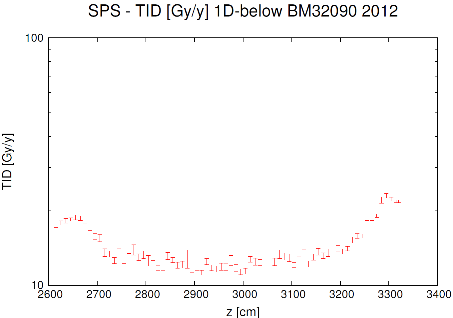 SPS - TID [Gy/y] 1D-below BM32090 2012
100
TID [Gy/y]
10
2600 2700 2800 2900 3000 3100 3200 3300 3400
z [cm]